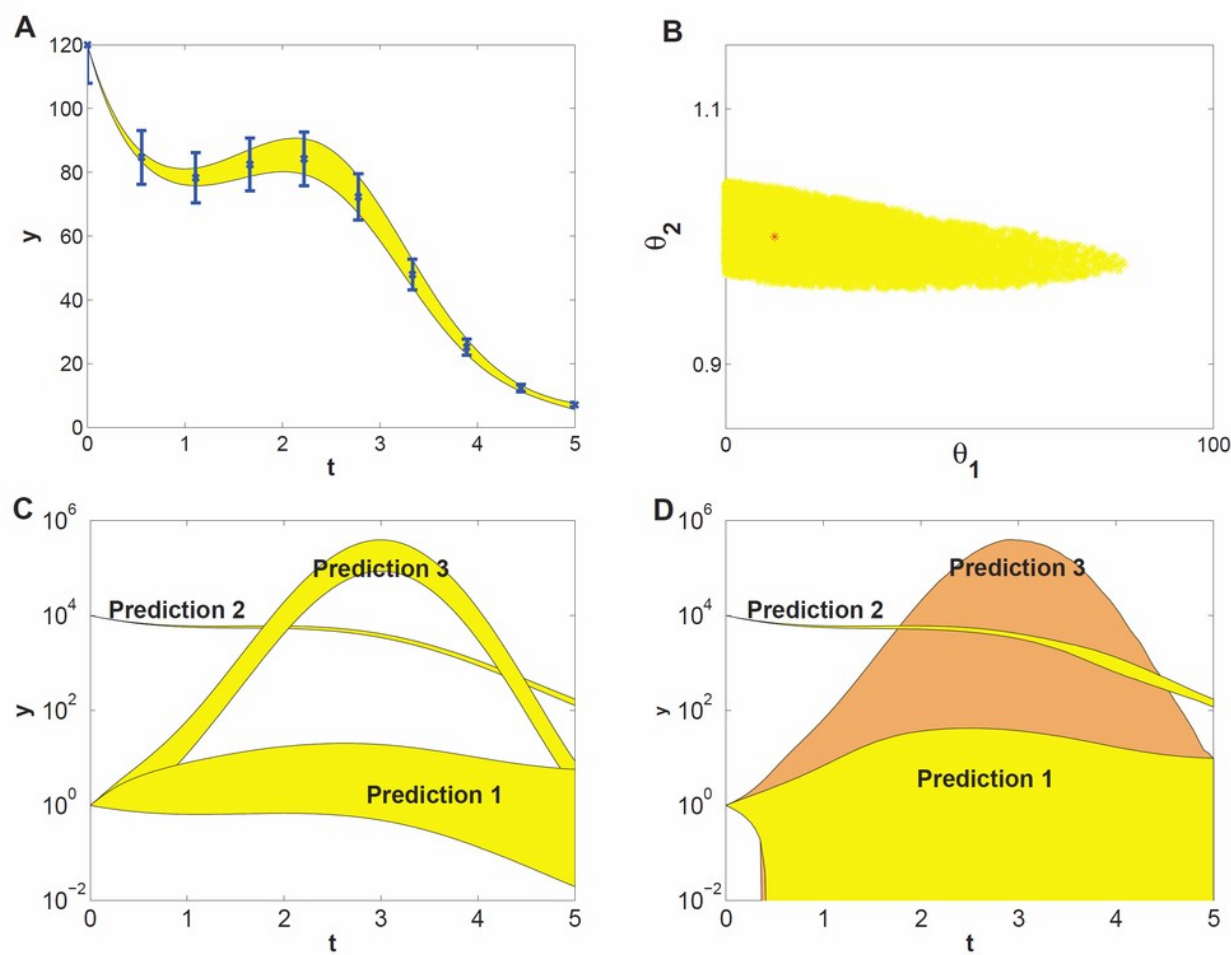 A
120
100
80
60
40
20
0
y
0 1 2 3 4 5
t
B
1.1
0.9
θ2
0 100
θ1
C
10^6
10^4
10^2
10^0
10^−2
y
Prediction 3
Prediction 2
Prediction 1
0 1 2 3 4 5
t
D
10^6
10^4
10^2
10^0
10^−2
y
Prediction 3
Prediction 2
Prediction 1
0 1 2 3 4 5
t